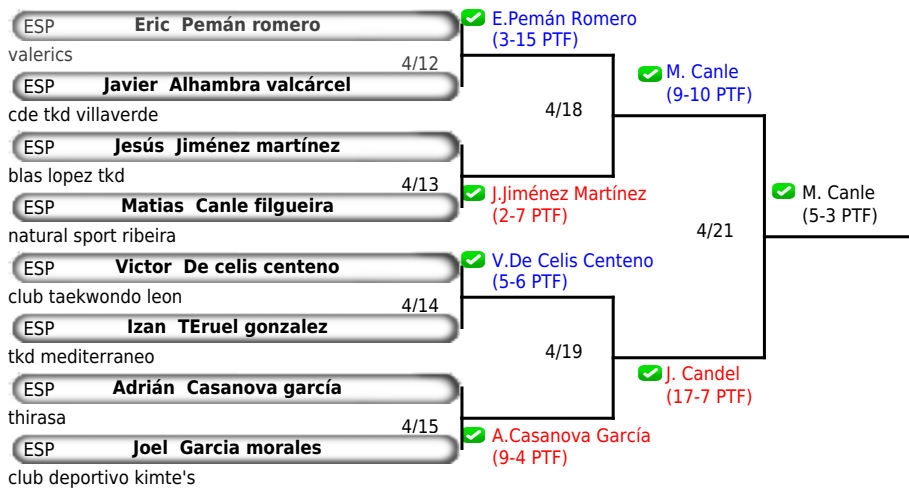 ESP Eric Pemán romero
valerics
4/12
ESP Javier Alhambra valcárcel
cde tkd villaverde
ESP Jesús Jiménez martínez
blas lopez tkd
4/13
ESP Matias Canle filgueira
natural sport ribeira
ESP Victor De celis centeno
club taekwondo leon
4/14
ESP Izan TEruel gonzalez
tkd mediterraneo
ESP Adrián Casanova garcía
thirasa
4/15
ESP Joel Garcia morales
club deportivo kimte's
E.Pemán Romero
(3-15 PTF)
4/18
J.Jiménez Martínez
(2-7 PTF)
V.De Celis Centeno
(5-6 PTF)
4/19
A.Casanova García
(9-4 PTF)
M. Canle
(9-10 PTF)
4/21
J. Candel
(17-7 PTF)
M. Canle
(5-3 PTF)